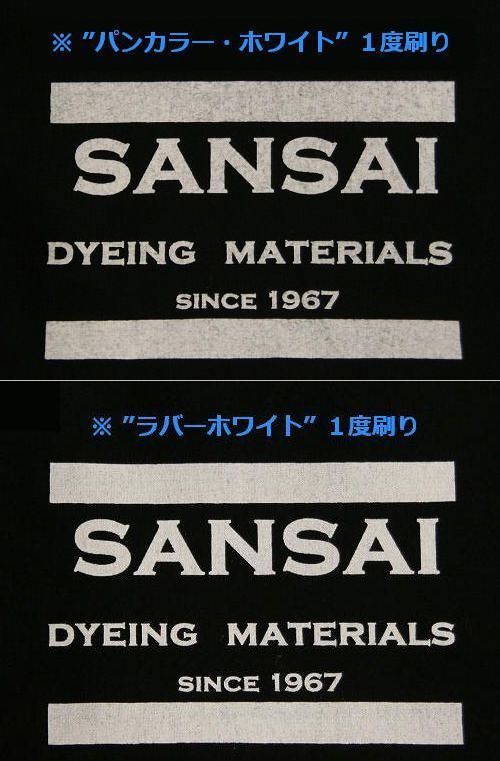 ※ ”パンカラー・ホワイト” １度刷り
SANSAI
DYEING MATERIALS
SINCE 1967
※ ”ラバーホワイト” １度刷り
SANSAI
DYEING MATERIALS
SINCE 1967